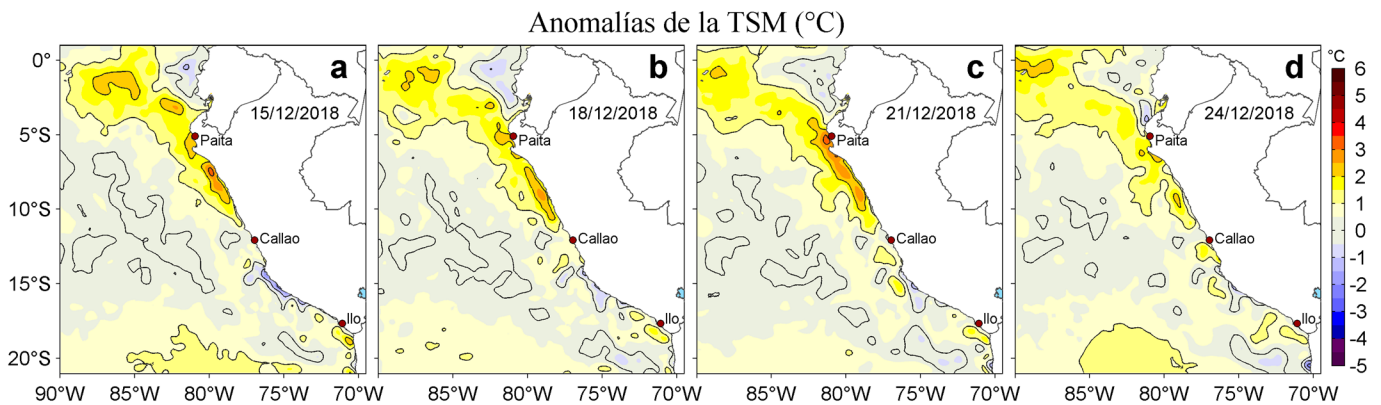 Anomalías de la TSM (°C)
a
b
c
d
15/12/2018
18/12/2018
21/12/2018
24/12/2018
Paita
Callao
Ilo
Paita
Callao
Ilo
Paita
Callao
Ilo
Paita
Callao
Ilo
0°
5°S
10°S
15°S
20°S
90°W 85°W 80°W 75°W 70°W
85°W 80°W 75°W 70°W
85°W 80°W 75°W 70°W
85°W 80°W 75°W 70°W
°C
6
5
4
3
2
1
0
-1
-2
-3
-4
-5